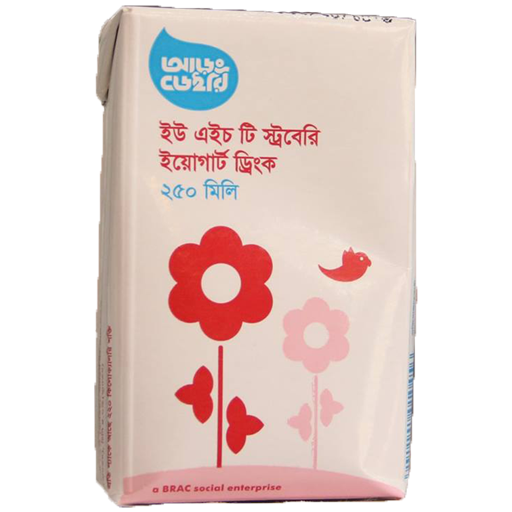 আড়ং
ডেইরি
ইউ এইচ টি স্ট্রবেরি
ইয়োগার্ট ড্রিংক
২৫০ মিলি
a BRAC social enterprise